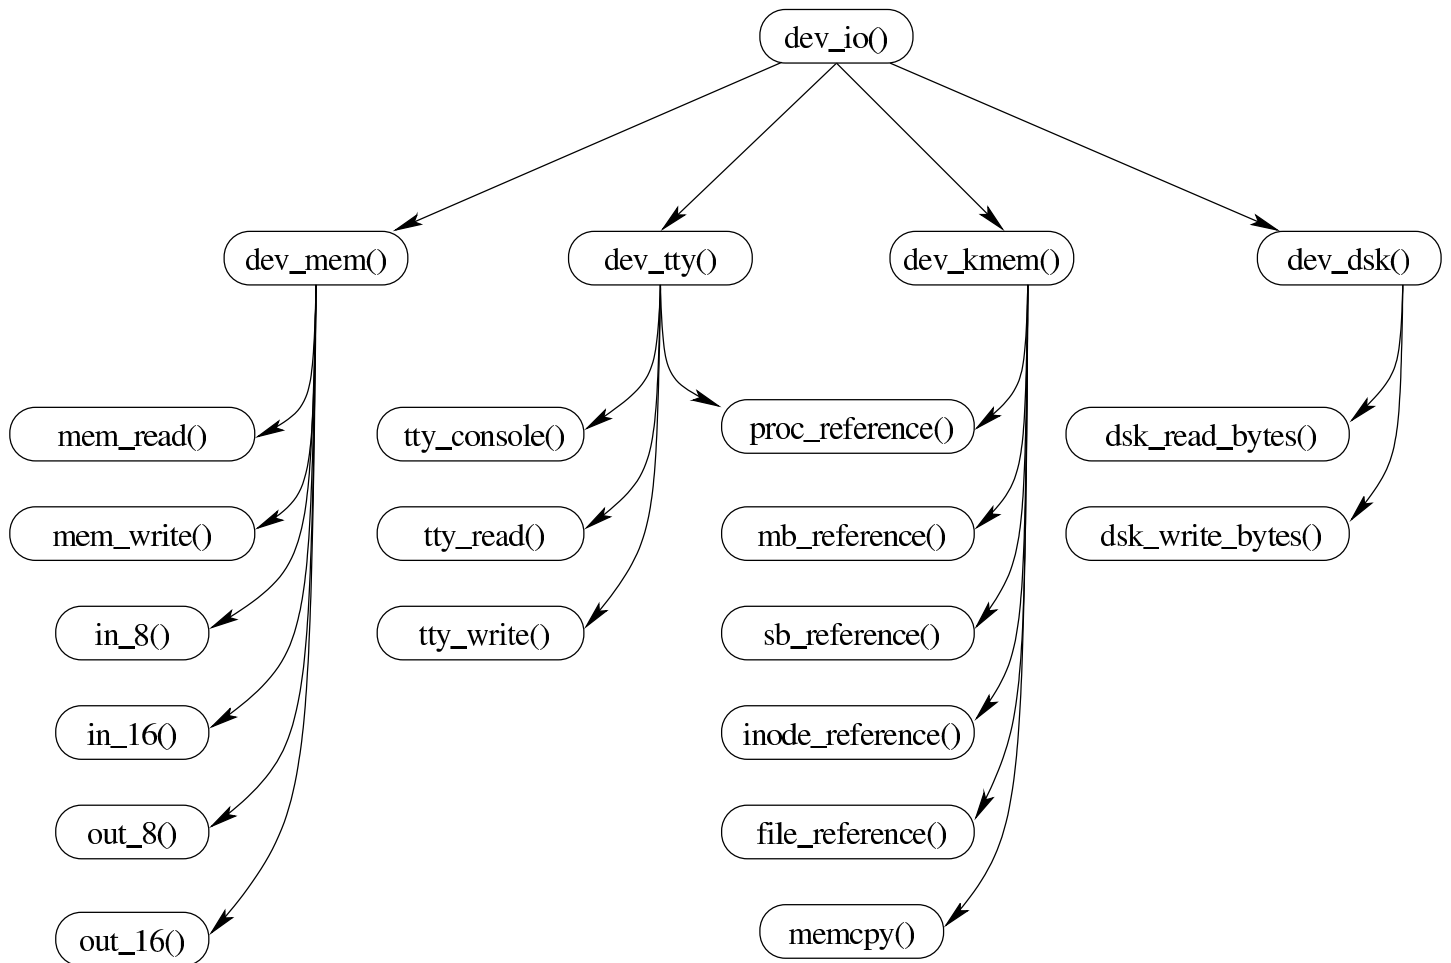 dev_io()
dev_mem()
dev_tty()
dev_kmem()
dev_dsk()
mem_read()
tty_console()
proc_reference()
dsk_read_bytes()
mem_write()
tty_read()
mb_reference()
dsk_write_bytes()
in_8()
tty_write()
sb_reference()
in_16()
inode_reference()
out_8()
file_reference()
out_16()
memcpy()